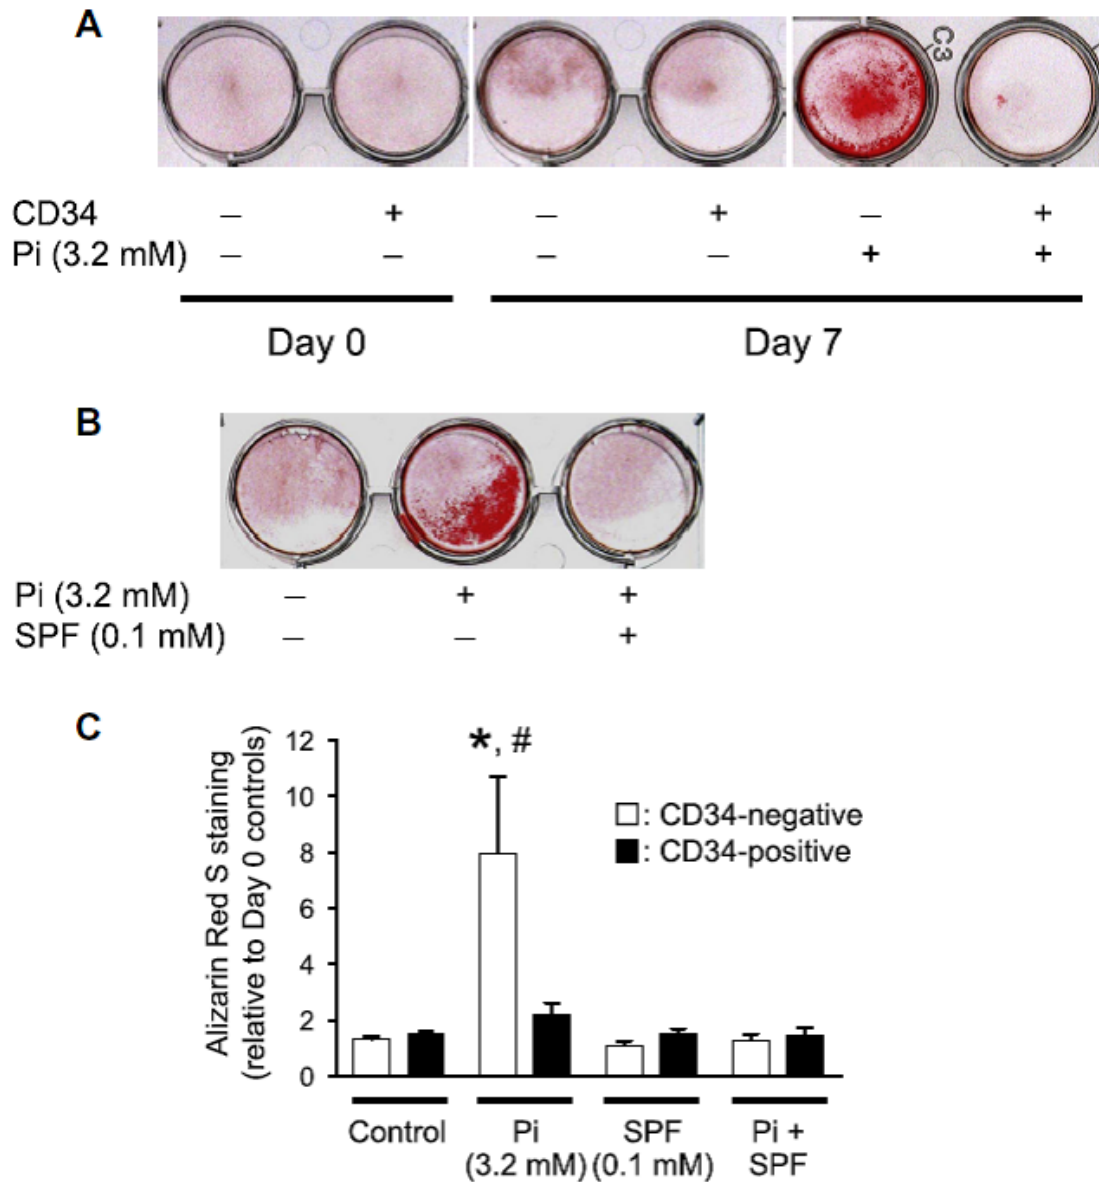 A
C3
CD34 – + – + – +
Pi (3.2 mM) – – – – + +
Day 0 Day 7
B
Pi (3.2 mM) – + +
SPF (0.1 mM) – – +
C
Alizarin Red S staining
(relative to Day 0 controls)
12
10
8
6
4
2
0
*, #
: CD34-negative
: CD34-positive
Control Pi SPF Pi +
(3.2 mM) (0.1 mM) SPF